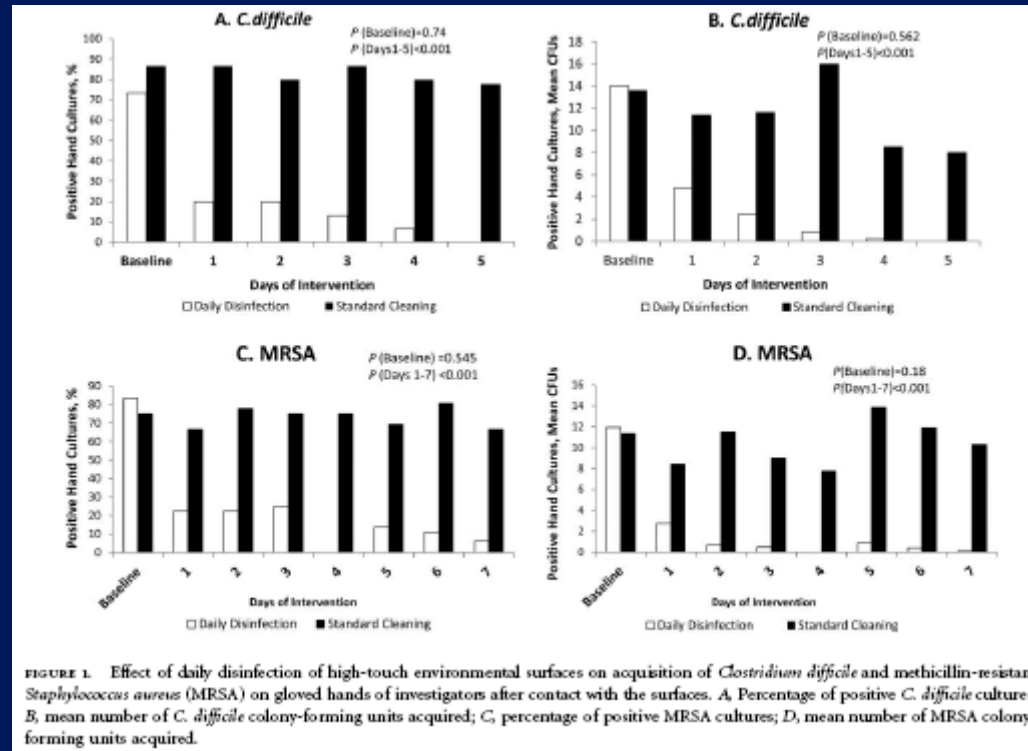 A. C.difficile
P (Baseline)=0.74
P (Days1-5)<0.001
Positive Hand Cultures, %
100
90
80
70
60
50
40
30
20
10
0
Baseline 1 2 3 4 5
Days of Intervention
Daily Disinfection Standard Cleaning
B. C.difficile
P (Baseline)=0.562
P(Days1-5)<0.001
Positive Hand Cultures, Mean CFUs
18
16
14
12
10
8
6
4
2
0
Baseline 1 2 3 4 5
Days of Intervention
Daily Disinfection Standard Cleaning
C. MRSA
P (Baseline) =0.545
P (Days 1-7) <0.001
Positive Hand Cultures, %
90
80
70
60
50
40
30
20
10
0
Baseline 1 2 3 4 5 6 7
Days of Intervention
Daily Disinfection Standard Cleaning
D. MRSA
P(Baseline)=0.18
P(Days1-7)<0.001
Positive Hand Cultures, Mean CFUs
16
14
12
10
8
6
4
2
0
Baseline 1 2 3 4 5 6 7
Days of Intervention
Daily Disinfection Standard Cleaning
FIGURE 1. Effect of daily disinfection of high-touch environmental surfaces on acquisition of Clostridium difficile and methicillin-resistan
Staphylococcus aureus (MRSA) on gloved hands of investigators after contact with the surfaces. A, Percentage of positive C. difficile culture
B, mean number of C. difficile colony-forming units acquired; C, percentage of positive MRSA cultures; D, mean number of MRSA colony
forming units acquired.